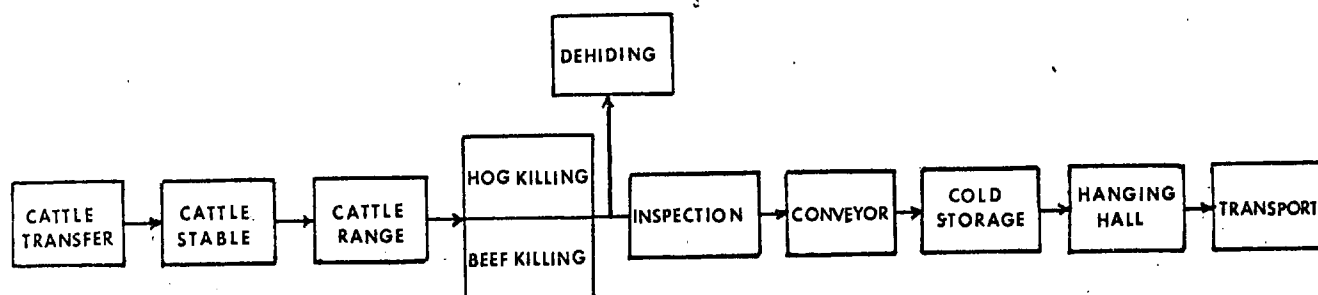 DEHIDING
CATTLE
TRANSFER
CATTLE
STABLE
CATTLE
RANGE
HOG KILLING
BEEF KILLING
INSPECTION
CONVEYOR
COLD
STORAGE
HANGING
HALL
TRANSPORT